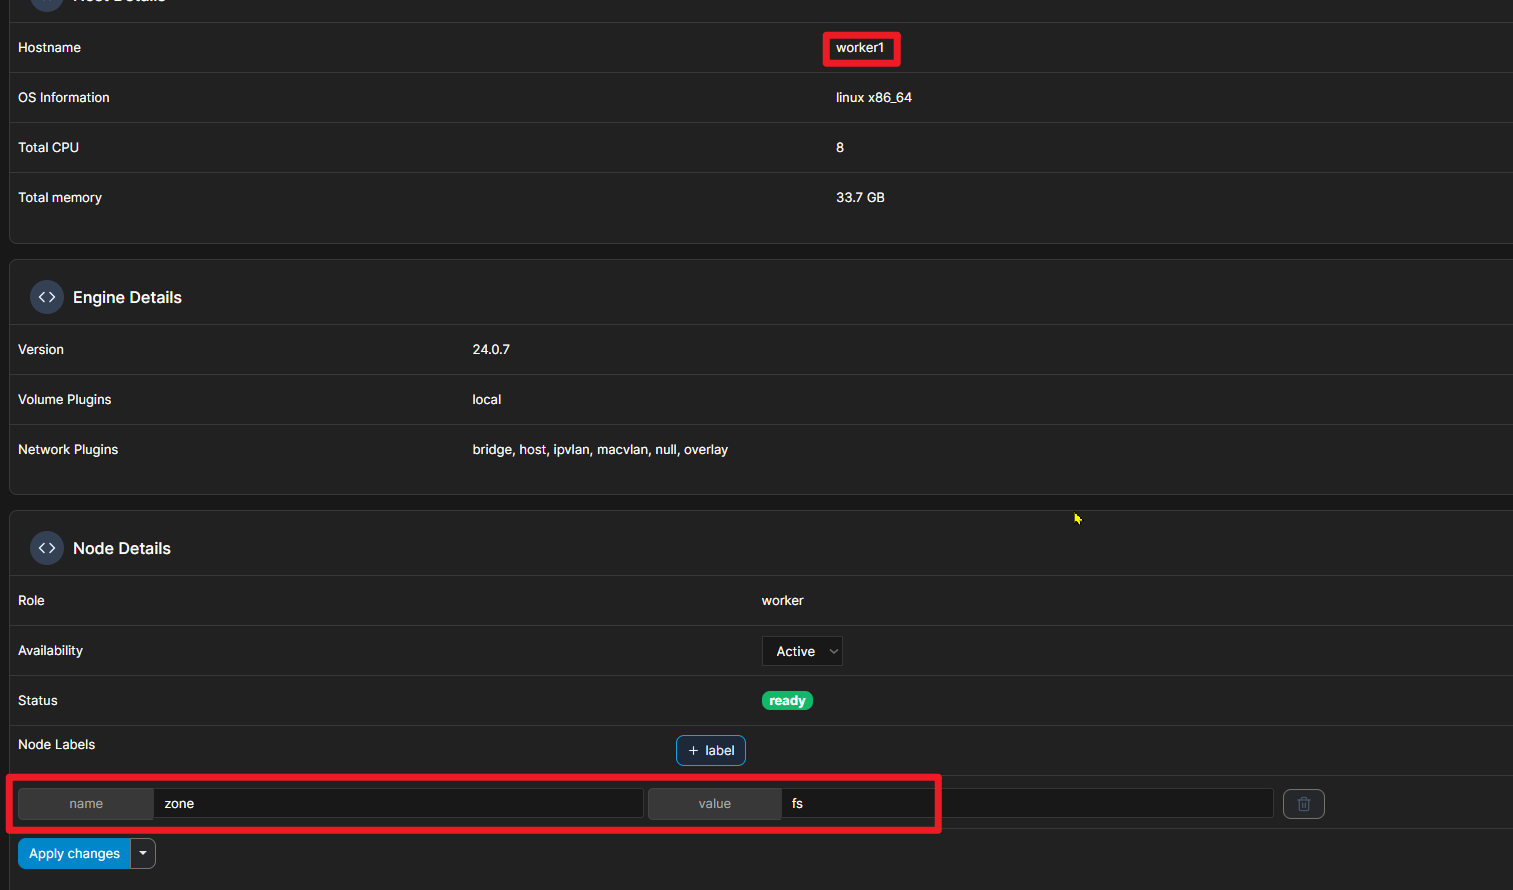 Host Details
Hostname worker1
OS Information linux x86_64
Total CPU 8
Total memory 33.7 GB
Engine Details
Version 24.0.7
Volume Plugins local
Network Plugins bridge, host, ipvlan, macvlan, null, overlay
Node Details
Role worker
Availability Active
Status ready
Node Labels + label
name zone value fs
Apply changes